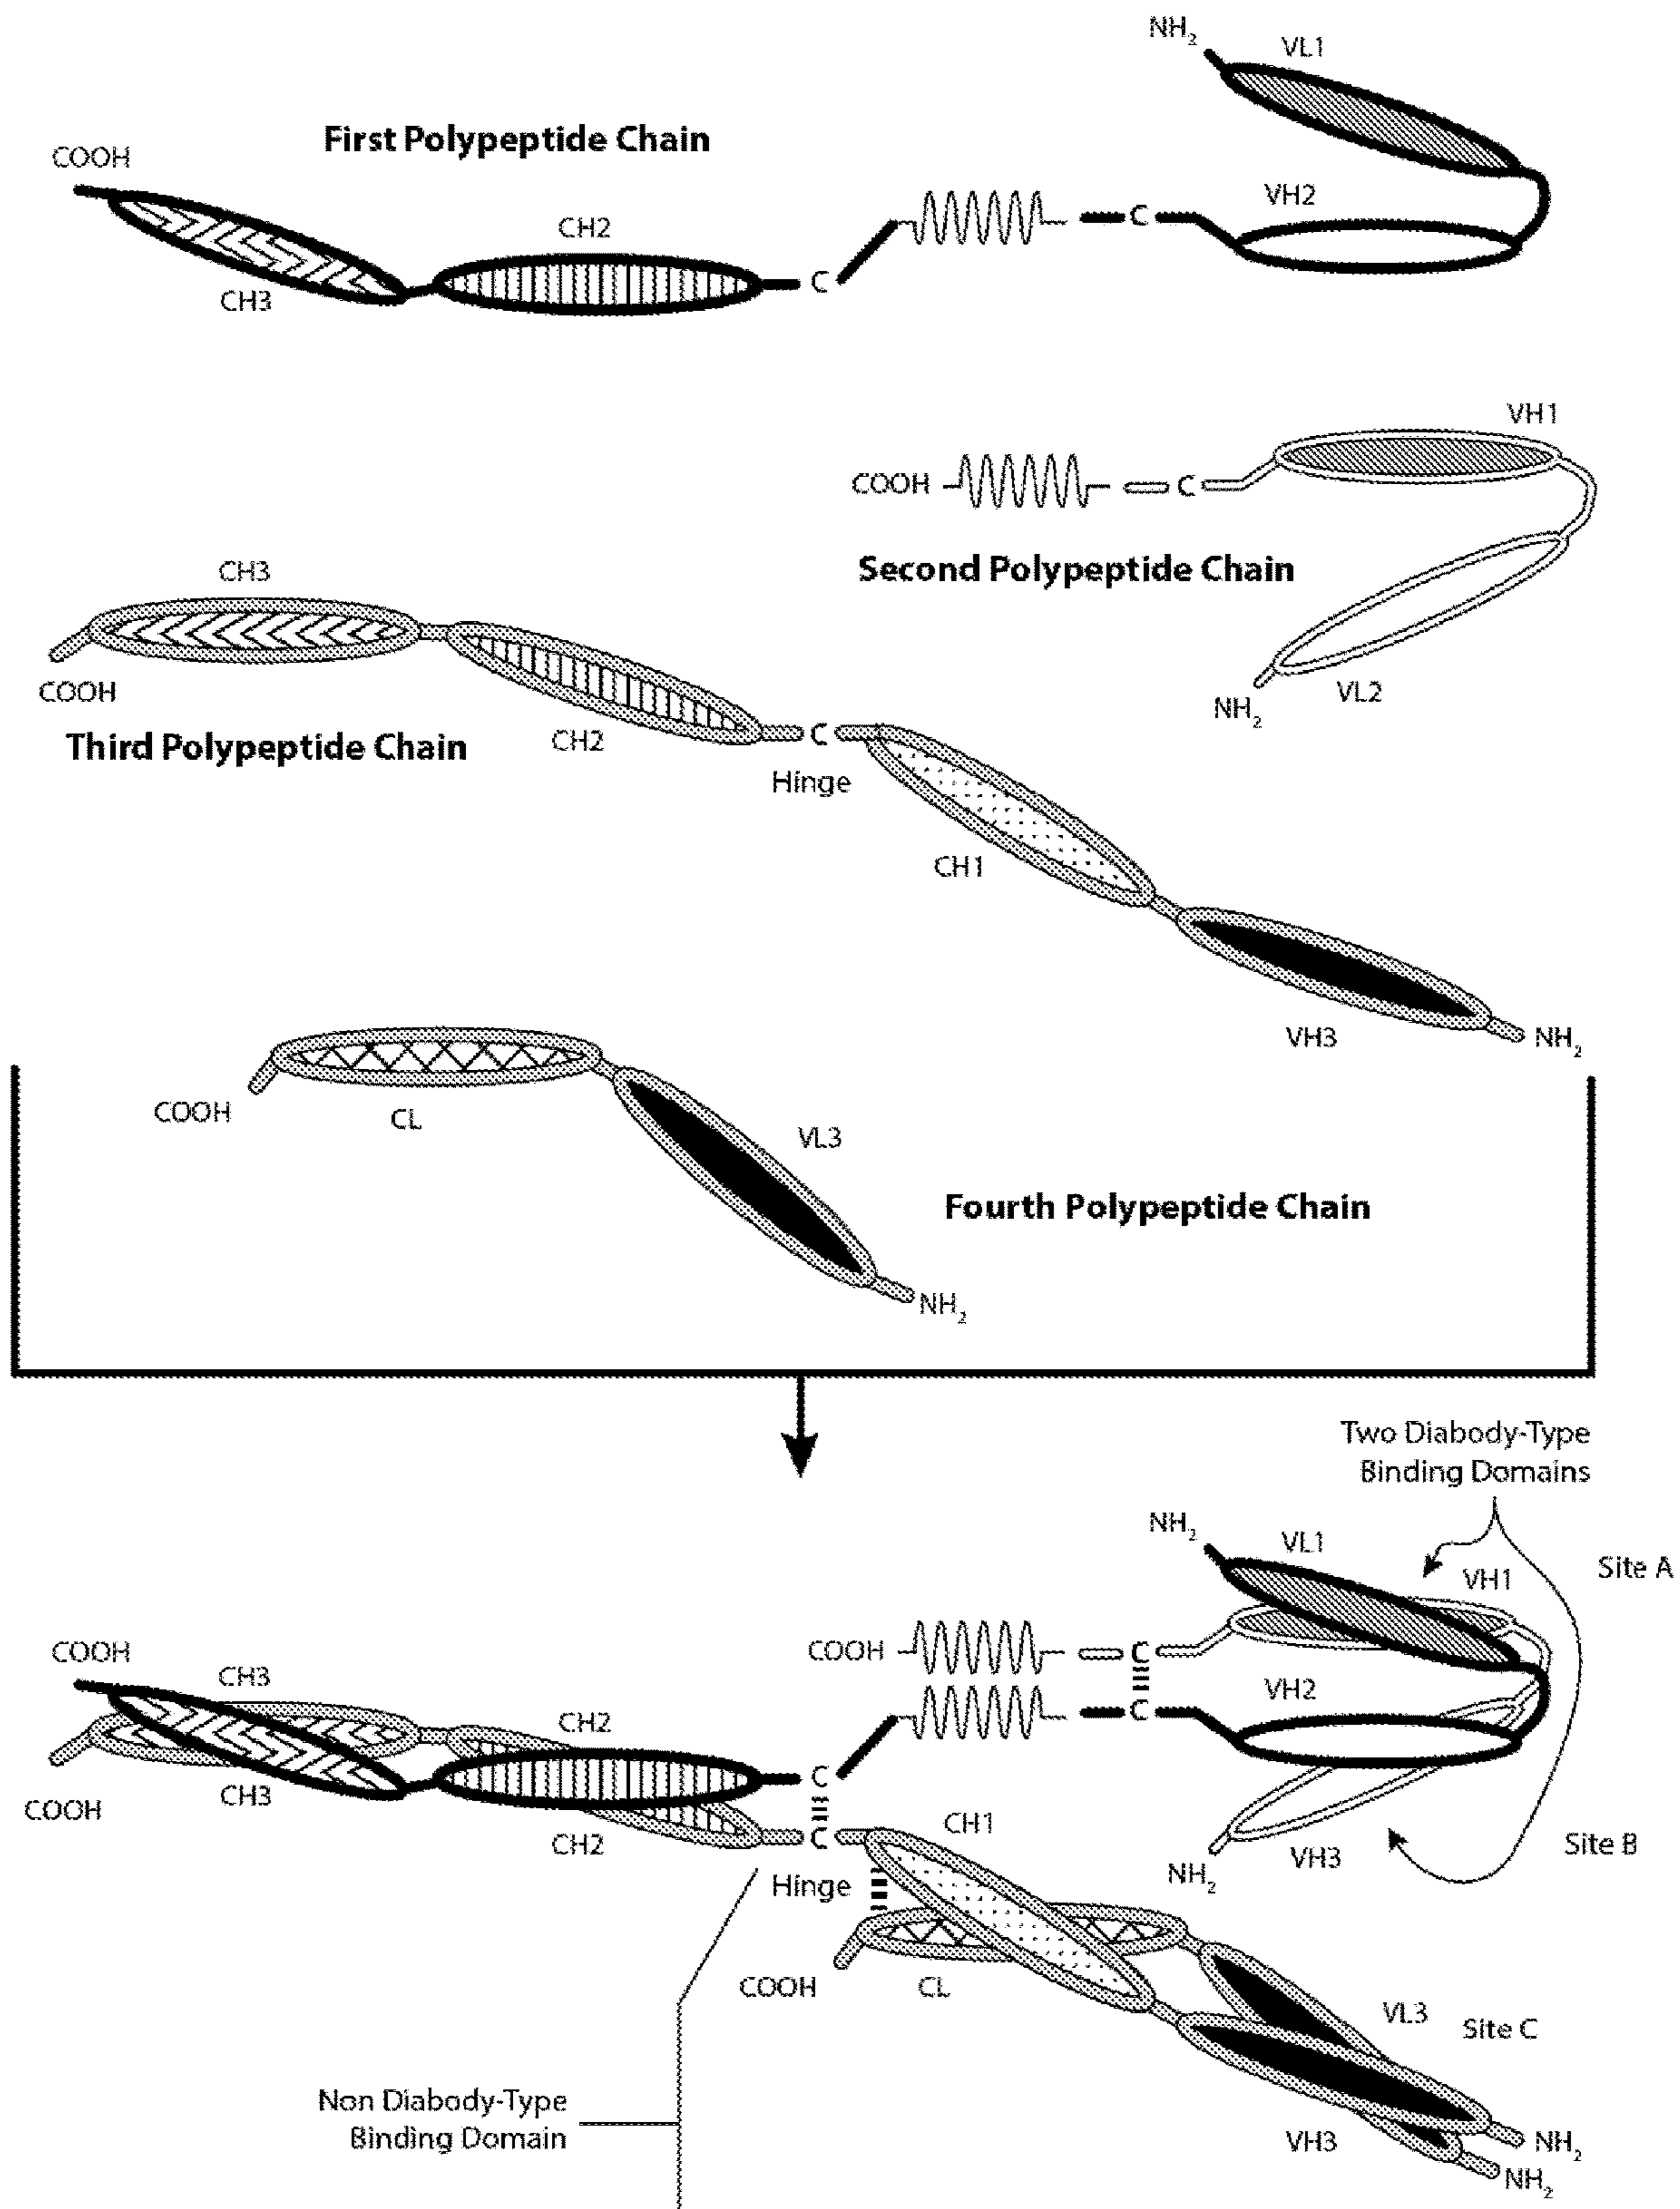 NH2
VL1
First Polypeptide Chain
COOH
VH2
CH2
C
C
CH3
VH1
COOH
C
Second Polypeptide Chain
CH3
COOH
VL2
NH2
Third Polypeptide Chain
CH2
C
Hinge
CH1
VH3
NH2
COOH
CL
VL3
Fourth Polypeptide Chain
NH2
Two Diabody-Type
Binding Domains
NH2
VL1
VH1
Site A
COOH
C
COOH
CH3
VH2
C
CH2
C
CH3
COOH
CH2
C
CH1
Site B
VH3
NH2
Hinge
COOH
CL
VL3
Site C
Non Diabody-Type
Binding Domain
VH3
NH2
NH2